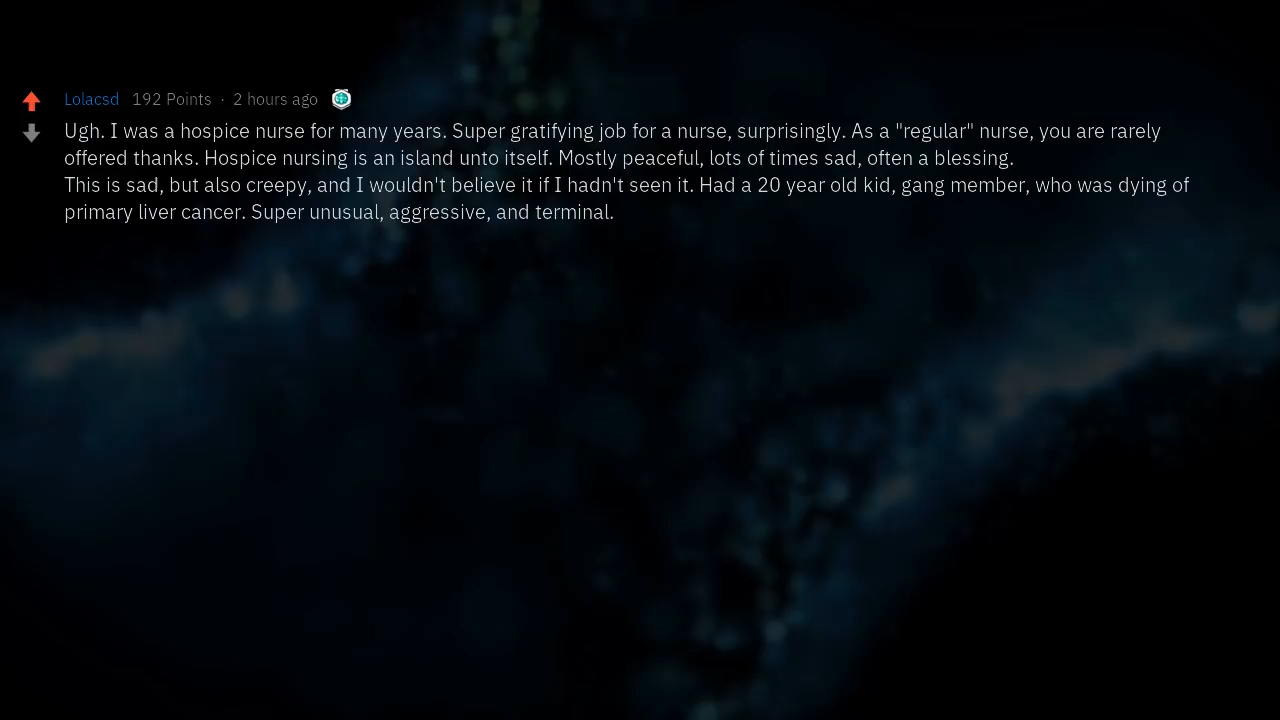 Lolacsd 192 Points · 2 hours ago
Ugh. I was a hospice nurse for many years. Super gratifying job for a nurse, surprisingly. As a "regular" nurse, you are rarely
offered thanks. Hospice nursing is an island unto itself. Mostly peaceful, lots of times sad, often a blessing.
This is sad, but also creepy, and I wouldn't believe it if I hadn't seen it. Had a 20 year old kid, gang member, who was dying of
primary liver cancer. Super unusual, aggressive, and terminal.